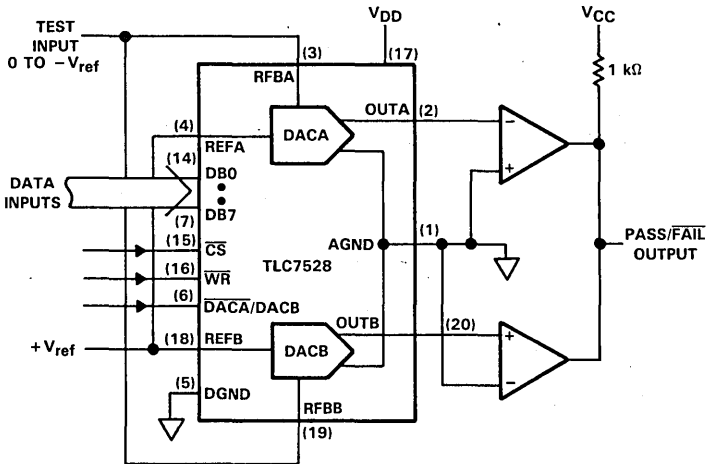 TEST
INPUT
0 TO −Vref
VDD
VCC
(3)
(17)
RFBA
1 kΩ
OUTA
(2)
−
(4)
DACA
REFA
(14)
+
DATA
INPUTS
DB0
DB7
(7)
(15)
CS
AGND
(1)
PASS/FAIL
OUTPUT
(16)
WR
TLC7528
(6)
DACA/DACB
OUTB
(20)
+
+Vref
(18)
REFB
DACB
−
(5)
DGND
RFBB
(19)